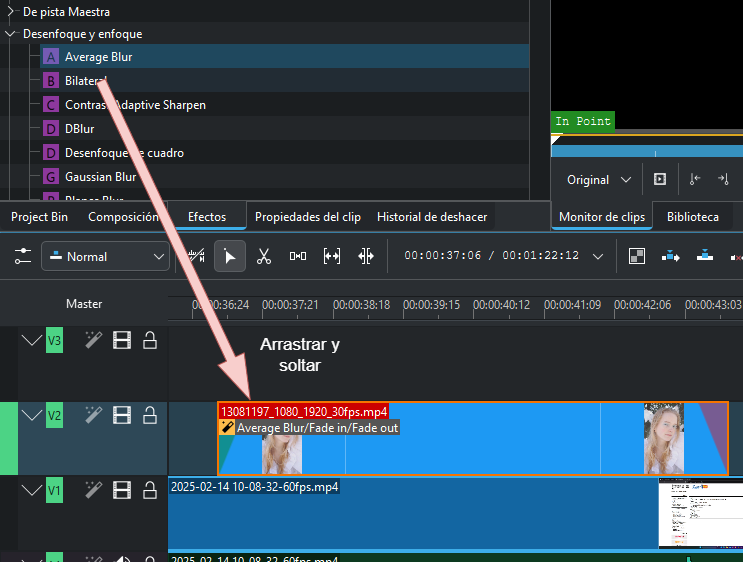 De pista Maestra
Desenfoque y enfoque
A Average Blur
B Bilateral
C Contrast Adaptive Sharpen
D DBlur
D Desenfoque de cuadro
G Gaussian Blur
In Point
Original
Project Bin
Composición
Efectos
Propiedades del clip
Historial de deshacer
Monitor de clips
Biblioteca
Normal
00:00:37:06 / 00:01:22:12
Master
00:00:36:24 00:00:37:21 00:00:38:18 00:00:39:15 00:00:40:12 00:00:41:09 00:00:42:06 00:00:43:03
V3
Arrastrar y
soltar
V2
13081197_1080_1920_30fps.mp4
Average Blur/Fade in/Fade out
V1
2025-02-14 10-08-32-60fps.mp4
2025-02-14 10-08-32-60fps.mp4